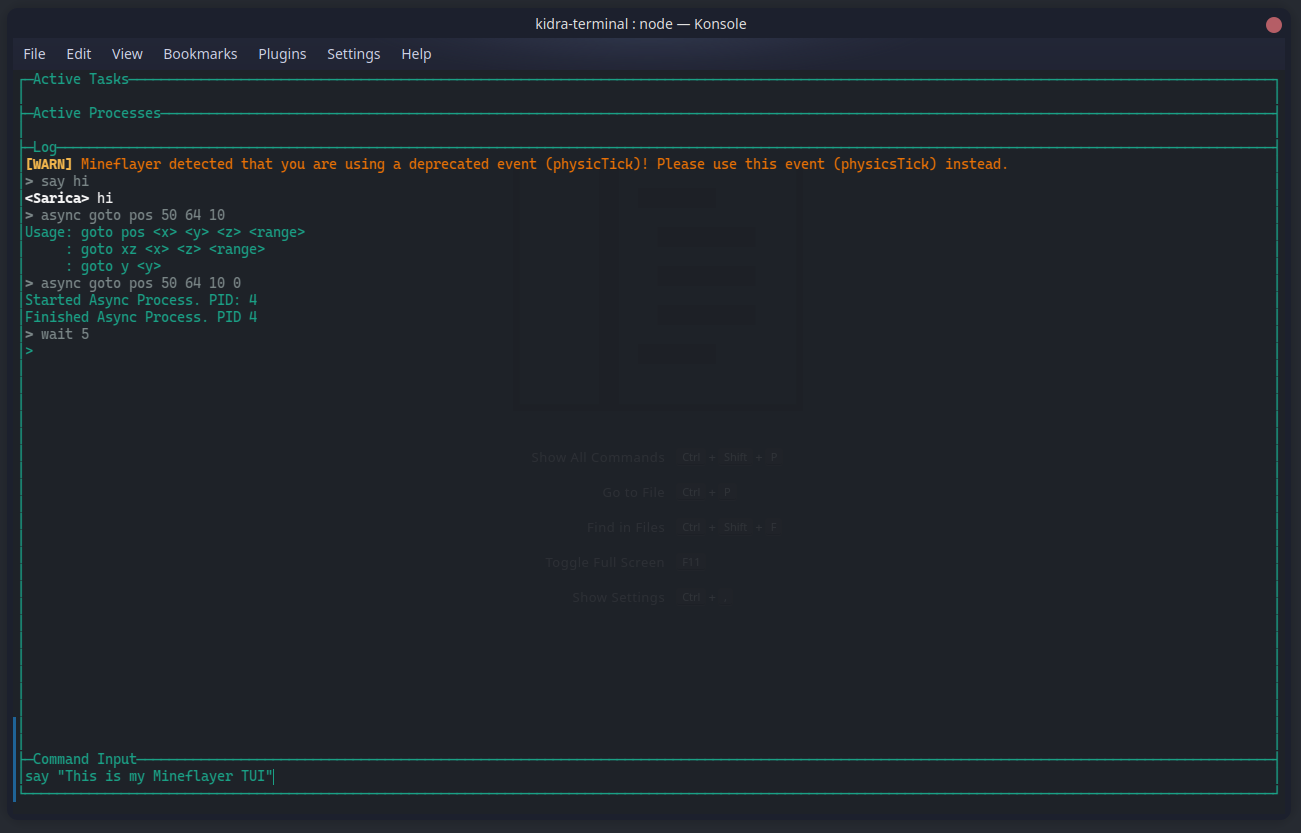 kidra-terminal : node — Konsole
File Edit View Bookmarks Plugins Settings Help
Active Tasks
Active Processes
Log
[WARN] Mineflayer detected that you are using a deprecated event (physicTick)! Please use this event (physicsTick) instead.
> say hi
<Sarica> hi
> async goto pos 50 64 10
Usage: goto pos <x> <y> <z> <range>
: goto xz <x> <z> <range>
: goto y <y>
> async goto pos 50 64 10 0
Started Async Process. PID: 4
Finished Async Process. PID 4
> wait 5
>
Show All Commands Ctrl + Shift + P
Go to File Ctrl + P
Find in Files Ctrl + Shift + F
Toggle Full Screen F11
Show Settings Ctrl + ,
Command Input
say "This is my Mineflayer TUI"